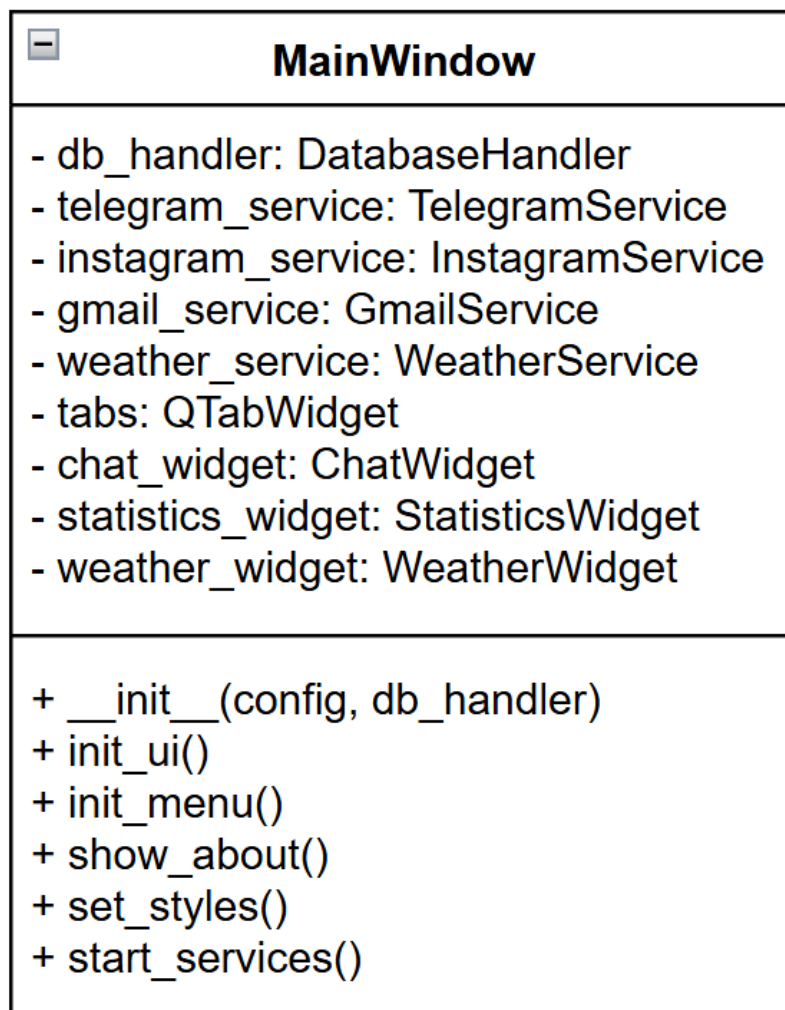 MainWindow
- db_handler: DatabaseHandler
- telegram_service: TelegramService
- instagram_service: InstagramService
- gmail_service: GmailService
- weather_service: WeatherService
- tabs: QTabWidget
- chat_widget: ChatWidget
- statistics_widget: StatisticsWidget
- weather_widget: WeatherWidget
+ __init__(config, db_handler)
+ init_ui()
+ init_menu()
+ show_about()
+ set_styles()
+ start_services()